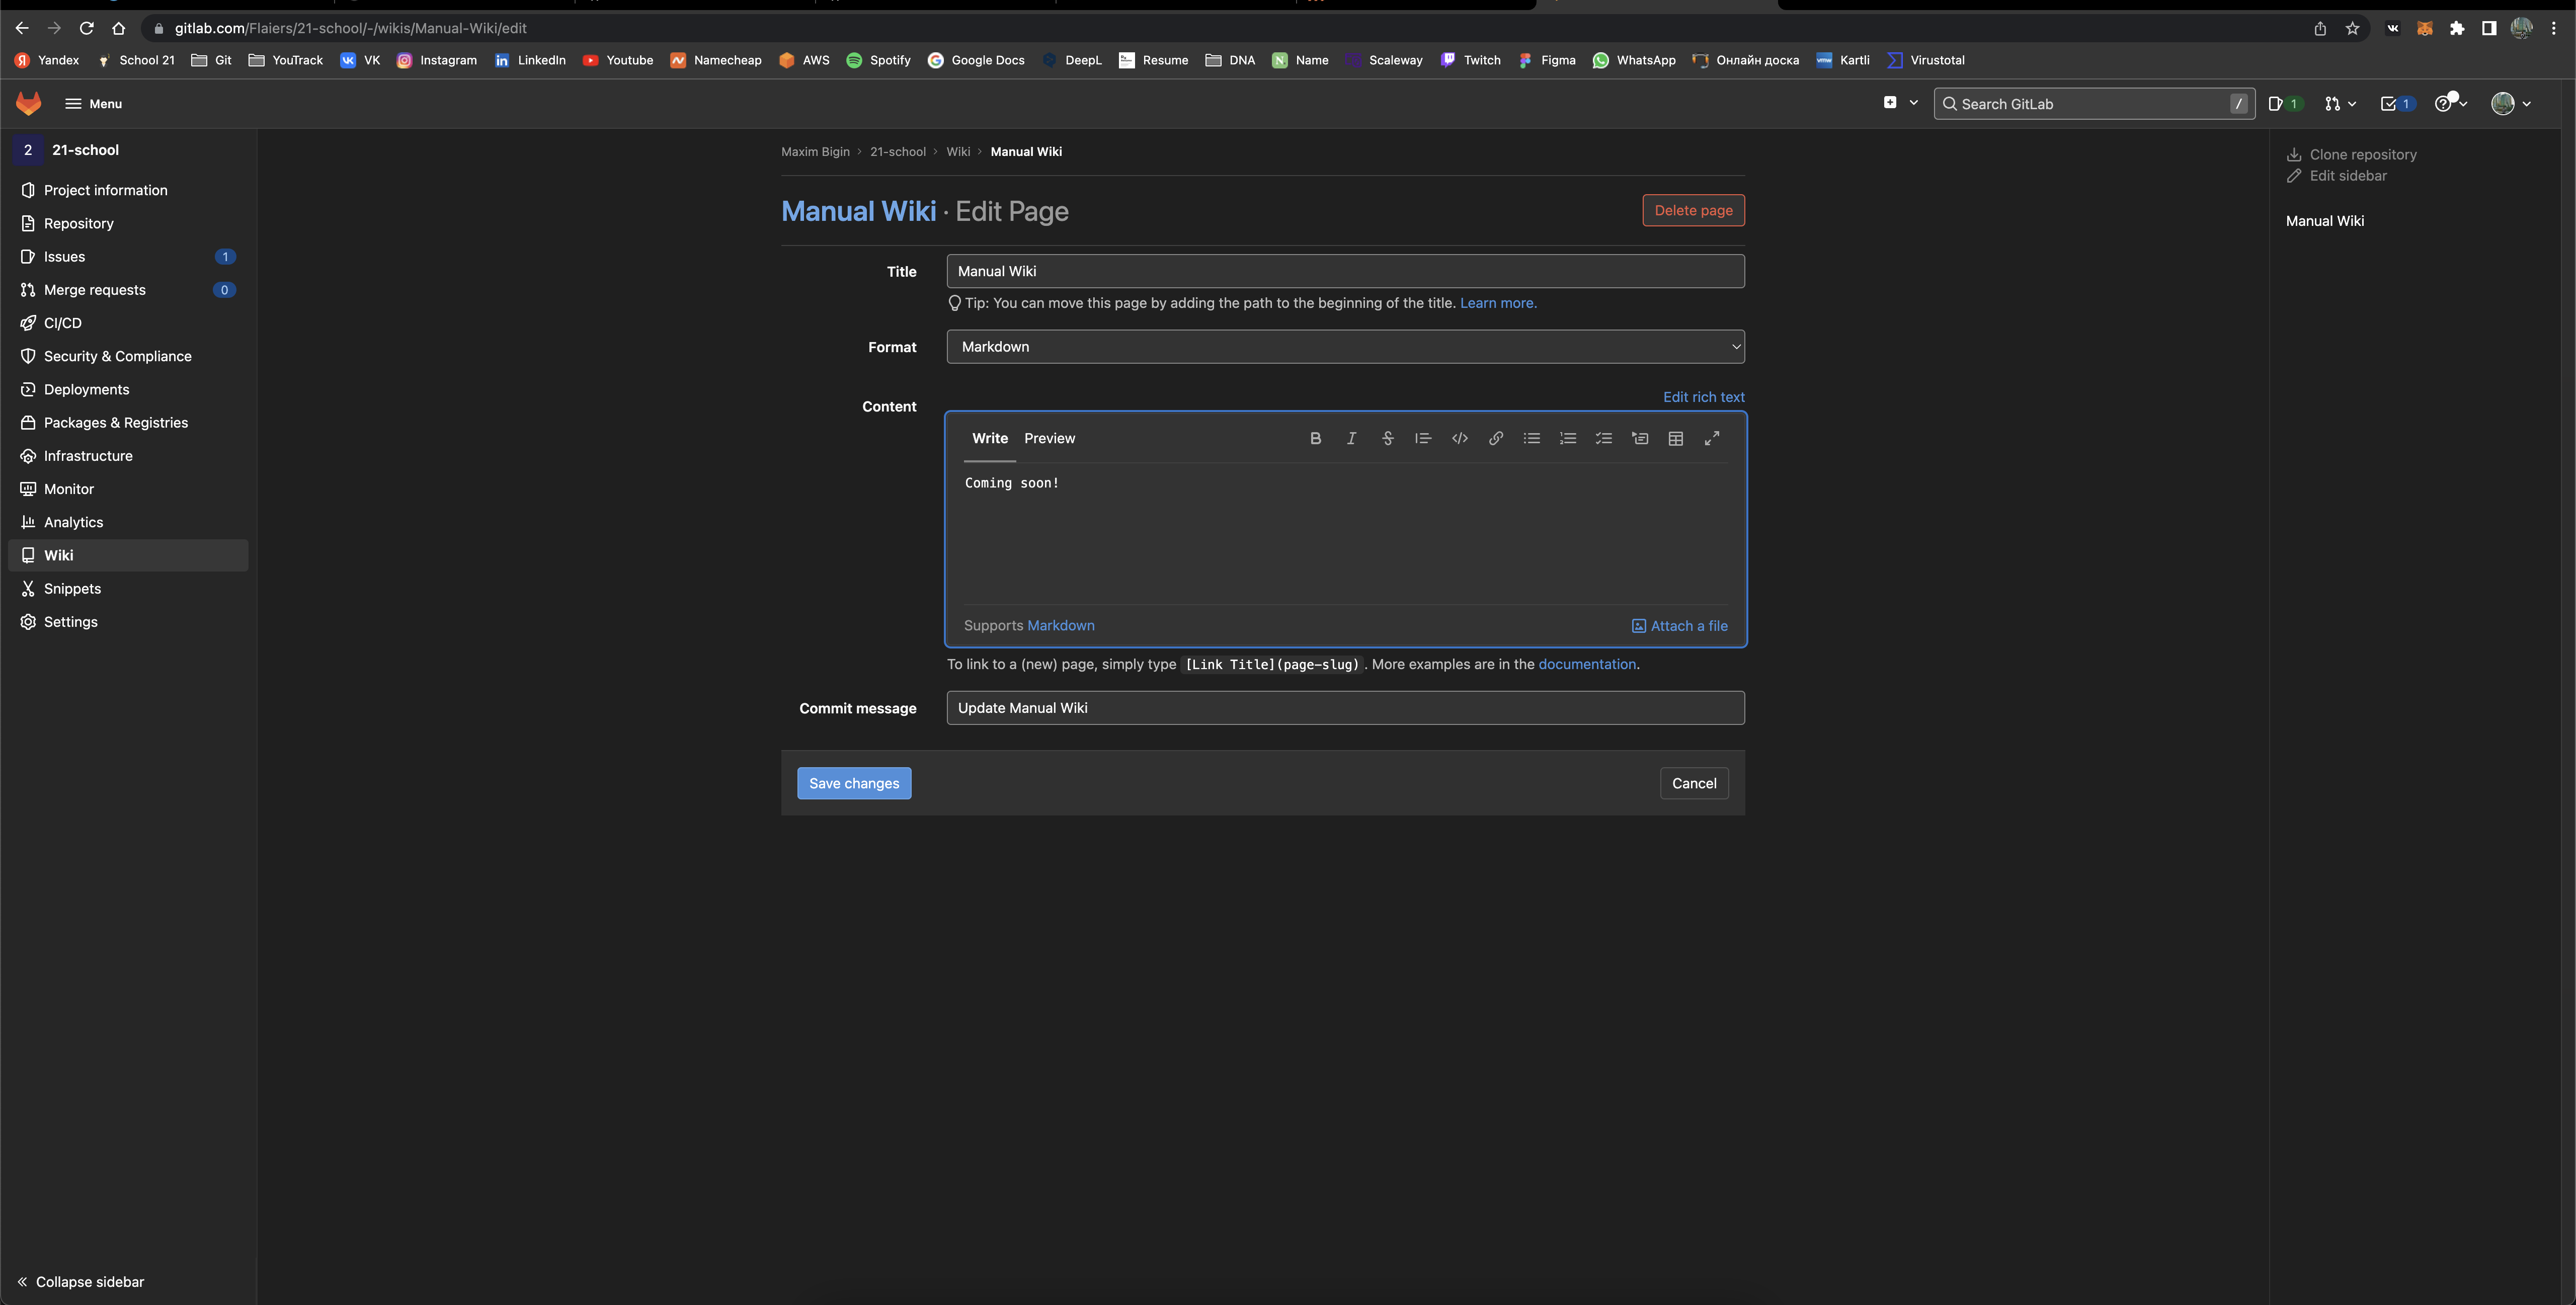 gitlab.com/Flaiers/21-school/-/wikis/Manual-Wiki/edit
Yandex School 21 Git YouTrack VK Instagram LinkedIn Youtube Namecheap AWS Spotify Google Docs DeepL Resume DNA Name Scaleway Twitch Figma WhatsApp Онлайн доска Kartli Virustotal
Menu
Search GitLab /
1
1
2 21-school
Project information
Repository
Issues 1
Merge requests 0
CI/CD
Security & Compliance
Deployments
Packages & Registries
Infrastructure
Monitor
Analytics
Wiki
Snippets
Settings
Collapse sidebar
Maxim Bigin › 21-school › Wiki › Manual Wiki
Manual Wiki · Edit Page
Delete page
Title
Manual Wiki
Tip: You can move this page by adding the path to the beginning of the title. Learn more.
Format
Markdown
Content
Edit rich text
Write Preview
Coming soon!
Supports Markdown
Attach a file
To link to a (new) page, simply type [Link Title](page-slug). More examples are in the documentation.
Commit message
Update Manual Wiki
Save changes
Cancel
Clone repository
Edit sidebar
Manual Wiki